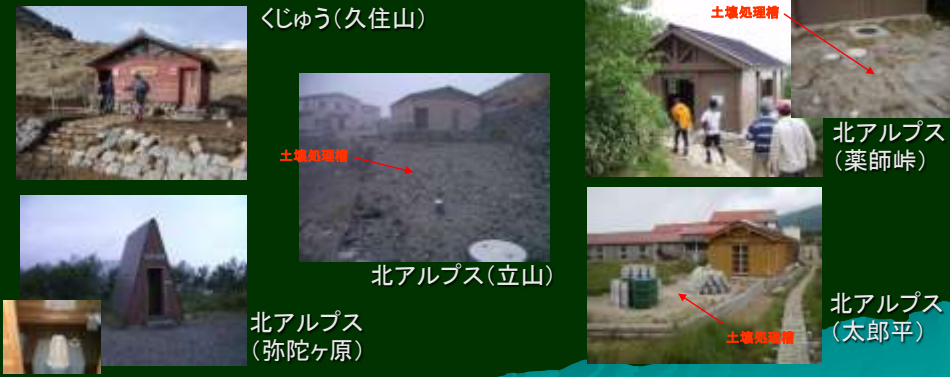 くじゅう(久住山)
土壌処理槽
北アルプス(立山)
北アルプス
(弥陀ヶ原)
土壌処理槽
北アルプス
(薬師峠)
土壌処理槽
北アルプス
(太郎平)